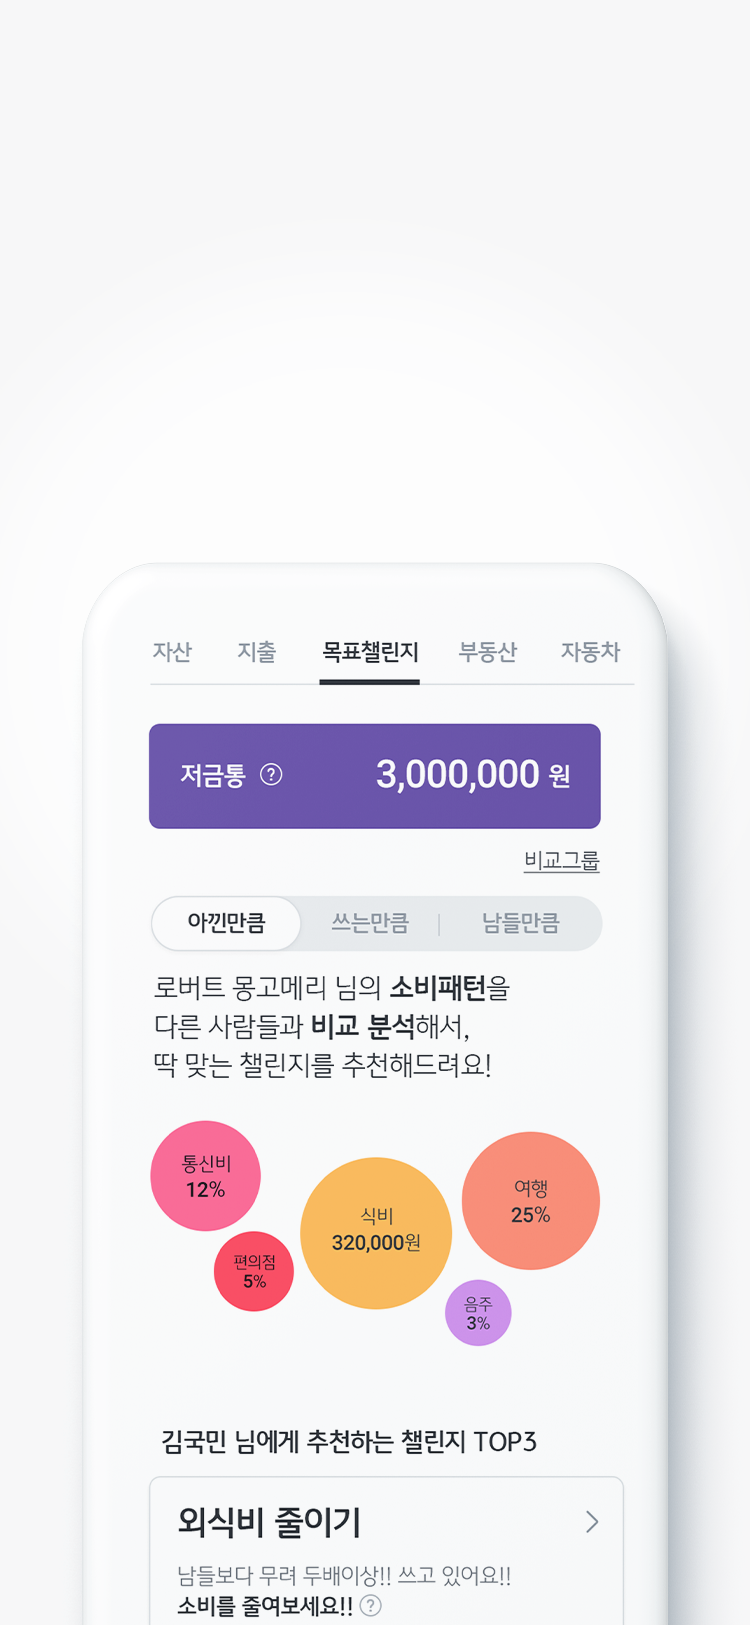 자산 지출 목표챌린지 부동산 자동차
저금통 ? 3,000,000 원
비교그룹
아낀만큼 쓰는만큼 남들만큼
로버트 몽고메리 님의 소비패턴을
다른 사람들과 비교 분석해서,
딱 맞는 챌린지를 추천해드려요!
통신비
12%
식비
320,000원
여행
25%
편의점
5%
음주
3%
김국민 님에게 추천하는 챌린지 TOP3
외식비 줄이기
남들보다 무려 두배이상!! 쓰고 있어요!!
소비를 줄여보세요!! ?